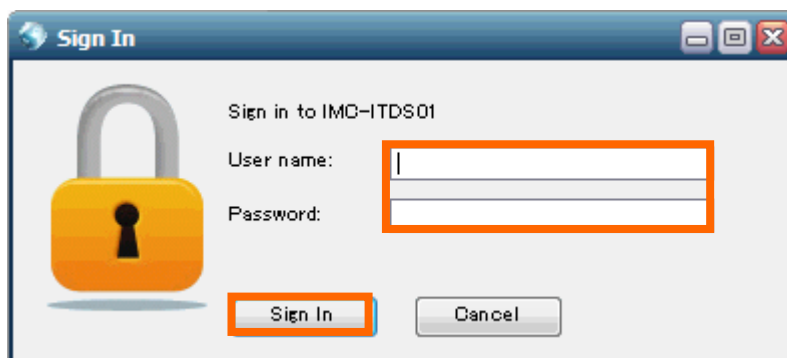 Sign In
Sign in to IMC-ITDS01
User name:
Password:
Sign In Cancel